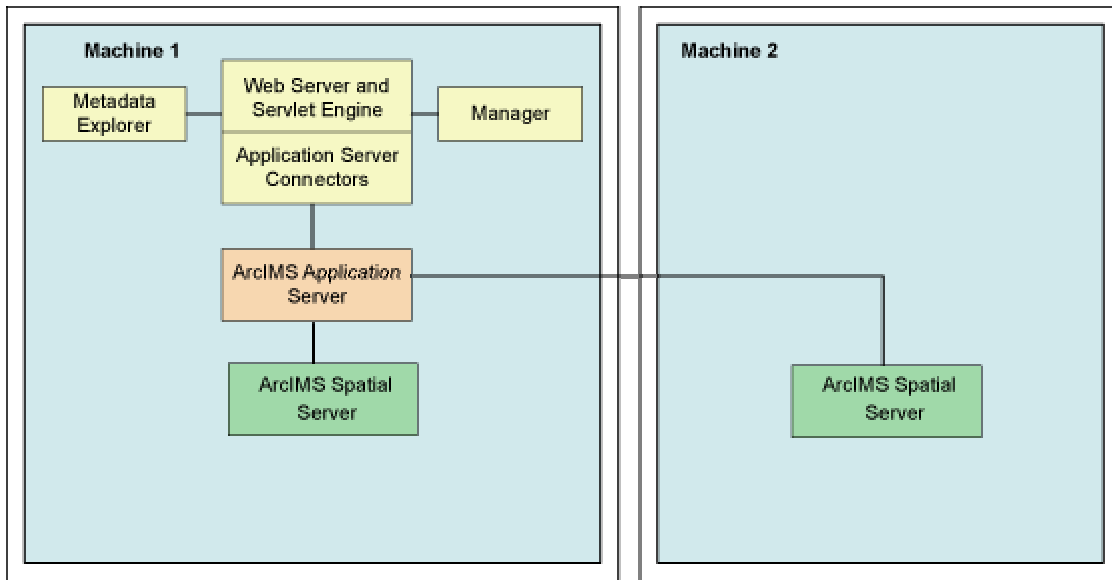 Machine 1
Machine 2
Web Server and
Servlet Engine
Metadata
Explorer
Manager
Application Server
Connectors
ArcIMS Application
Server
ArcIMS Spatial
Server
ArcIMS Spatial
Server